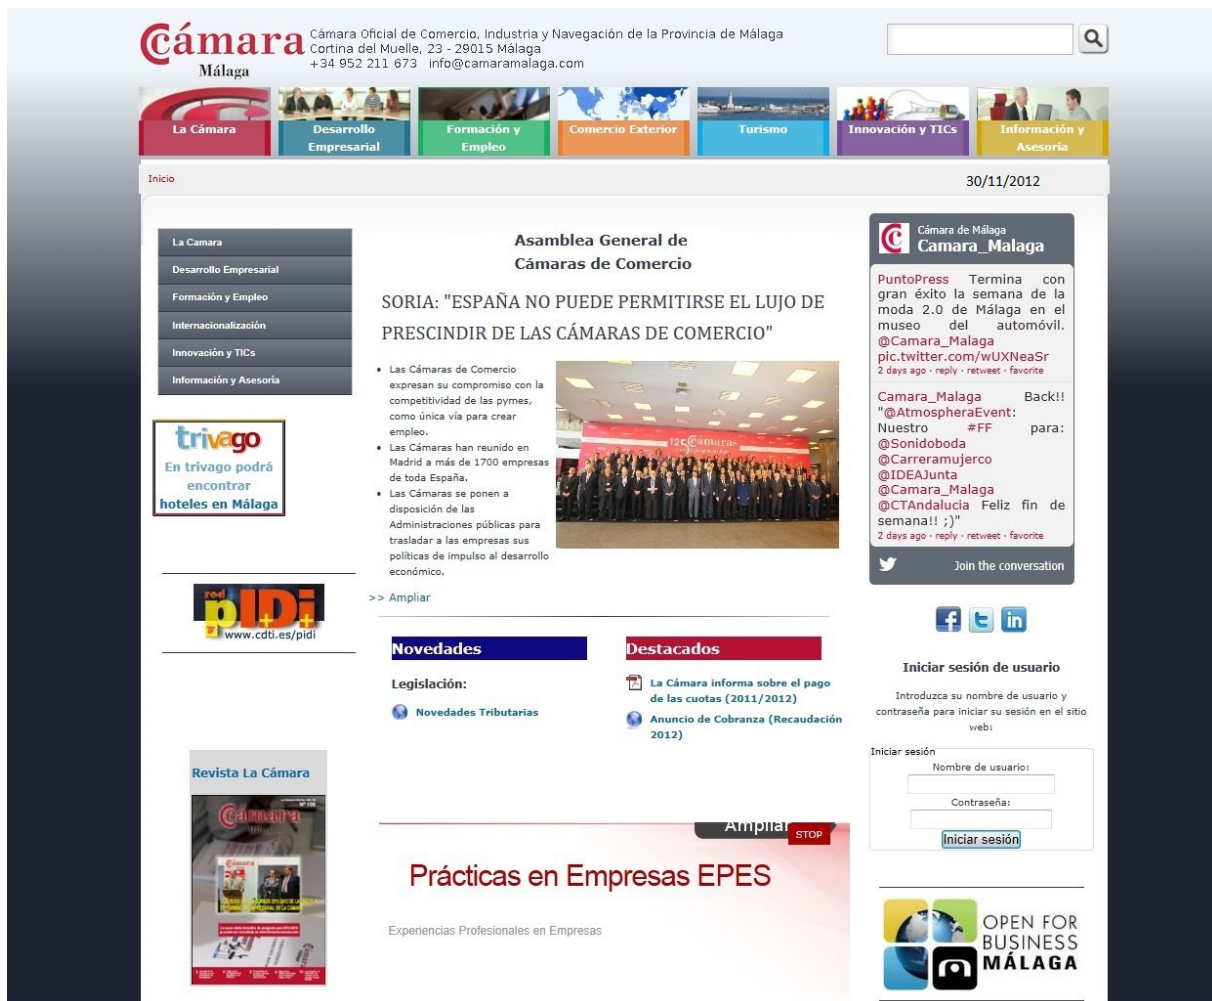 Cámara
Málaga
Cámara Oficial de Comercio, Industria y Navegación de la Provincia de Málaga
Cortina del Muelle, 23 - 29015 Málaga
+34 952 211 673 info@camaramalaga.com
La Cámara
Desarrollo
Empresarial
Formación y
Empleo
Comercio Exterior
Turismo
Innovación y TICs
Información y
Asesoría
Inicio
30/11/2012
La Camara
Desarrollo Empresarial
Formación y Empleo
Internacionalización
Innovación y TICs
Información y Asesoría
trivago
En trivago podrá
encontrar
hoteles en Málaga
red
pIDi
www.cdti.es/pidi
Revista La Cámara
Cámara
Nº 150
Cámara
Asamblea General de
Cámaras de Comercio
SORIA: "ESPAÑA NO PUEDE PERMITIRSE EL LUJO DE
PRESCINDIR DE LAS CÁMARAS DE COMERCIO"
• Las Cámaras de Comercio
expresan su compromiso con la
competitividad de las pymes,
como única vía para crear
empleo.
• Las Cámaras han reunido en
Madrid a más de 1700 empresas
de toda España.
• Las Cámaras se ponen a
disposición de las
Administraciones públicas para
trasladar a las empresas sus
políticas de impulso al desarrollo
económico.
125 Cámaras
>> Ampliar
Novedades
Legislación:
Novedades Tributarias
Destacados
La Cámara informa sobre el pago
de las cuotas (2011/2012)
Anuncio de Cobranza (Recaudación
2012)
Ampliar
STOP
Prácticas en Empresas EPES
Experiencias Profesionales en Empresas
Cámara de Málaga
Camara_Malaga
PuntoPress Termina con
gran éxito la semana de la
moda 2.0 de Málaga en el
museo del automóvil.
@Camara_Malaga
pic.twitter.com/wUXNeaSr
2 days ago · reply · retweet · favorite
Camara_Malaga Back!!
"@AtmospheraEvent:
Nuestro #FF para:
@Sonidoboda
@Carreramujerco
@IDEAJunta
@Camara_Malaga
@CTAndalucia Feliz fin de
semana!! ;)"
2 days ago · reply · retweet · favorite
Join the conversation
Iniciar sesión de usuario
Introduzca su nombre de usuario y
contraseña para iniciar su sesión en el sitio
web:
Iniciar sesión
Nombre de usuario:
Contraseña:
Iniciar sesión
OPEN FOR
BUSINESS
MÁLAGA